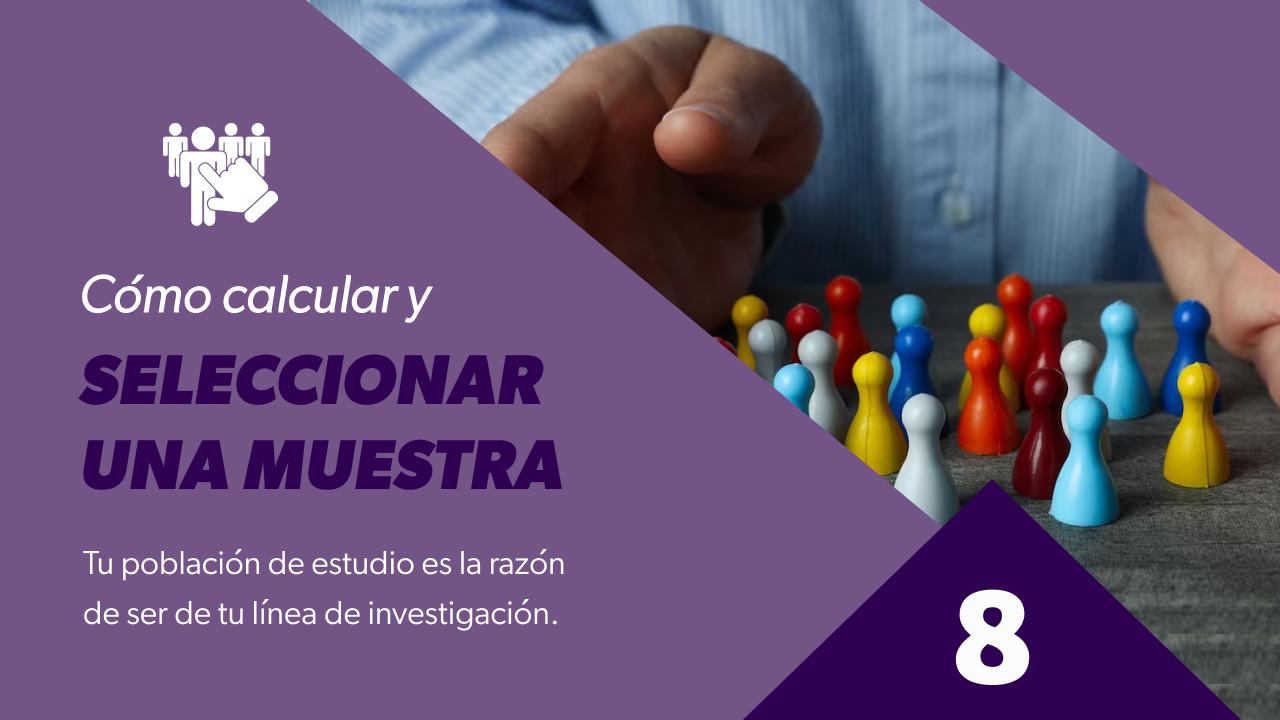 Cómo calcular y
SELECCIONAR
UNA MUESTRA
Tu población de estudio es la razón
de ser de tu línea de investigación.
8